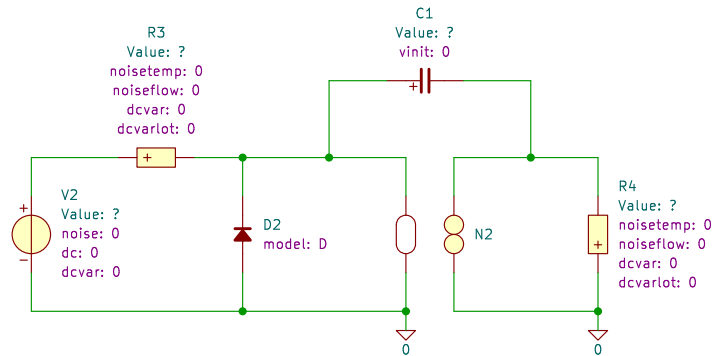 C1
Value: ?
vinit: 0
R3
Value: ?
noisetemp: 0
noiseflow: 0
dcvar: 0
dcvarlot: 0
V2
Value: ?
noise: 0
dc: 0
dcvar: 0
D2
model: D
N2
R4
Value: ?
noisetemp: 0
noiseflow: 0
dcvar: 0
dcvarlot: 0
0
0